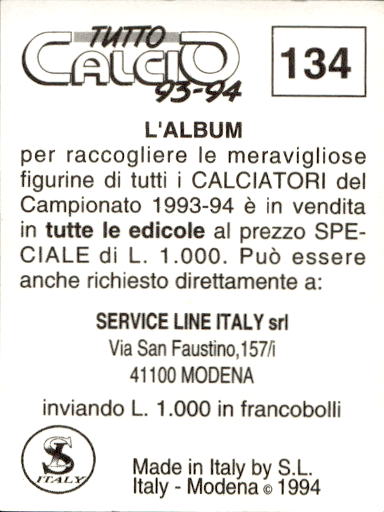 TUTTO
CALCIO
93-94
134
L'ALBUM
per raccogliere le meravigliose
figurine di tutti i CALCIATORI del
Campionato 1993-94 è in vendita
in tutte le edicole al prezzo SPE-
CIALE di L. 1.000. Può essere
anche richiesto direttamente a:
SERVICE LINE ITALY srl
Via San Faustino,157/i
41100 MODENA
inviando L. 1.000 in francobolli
SL
ITALY
Made in Italy by S.L.
Italy - Modena © 1994